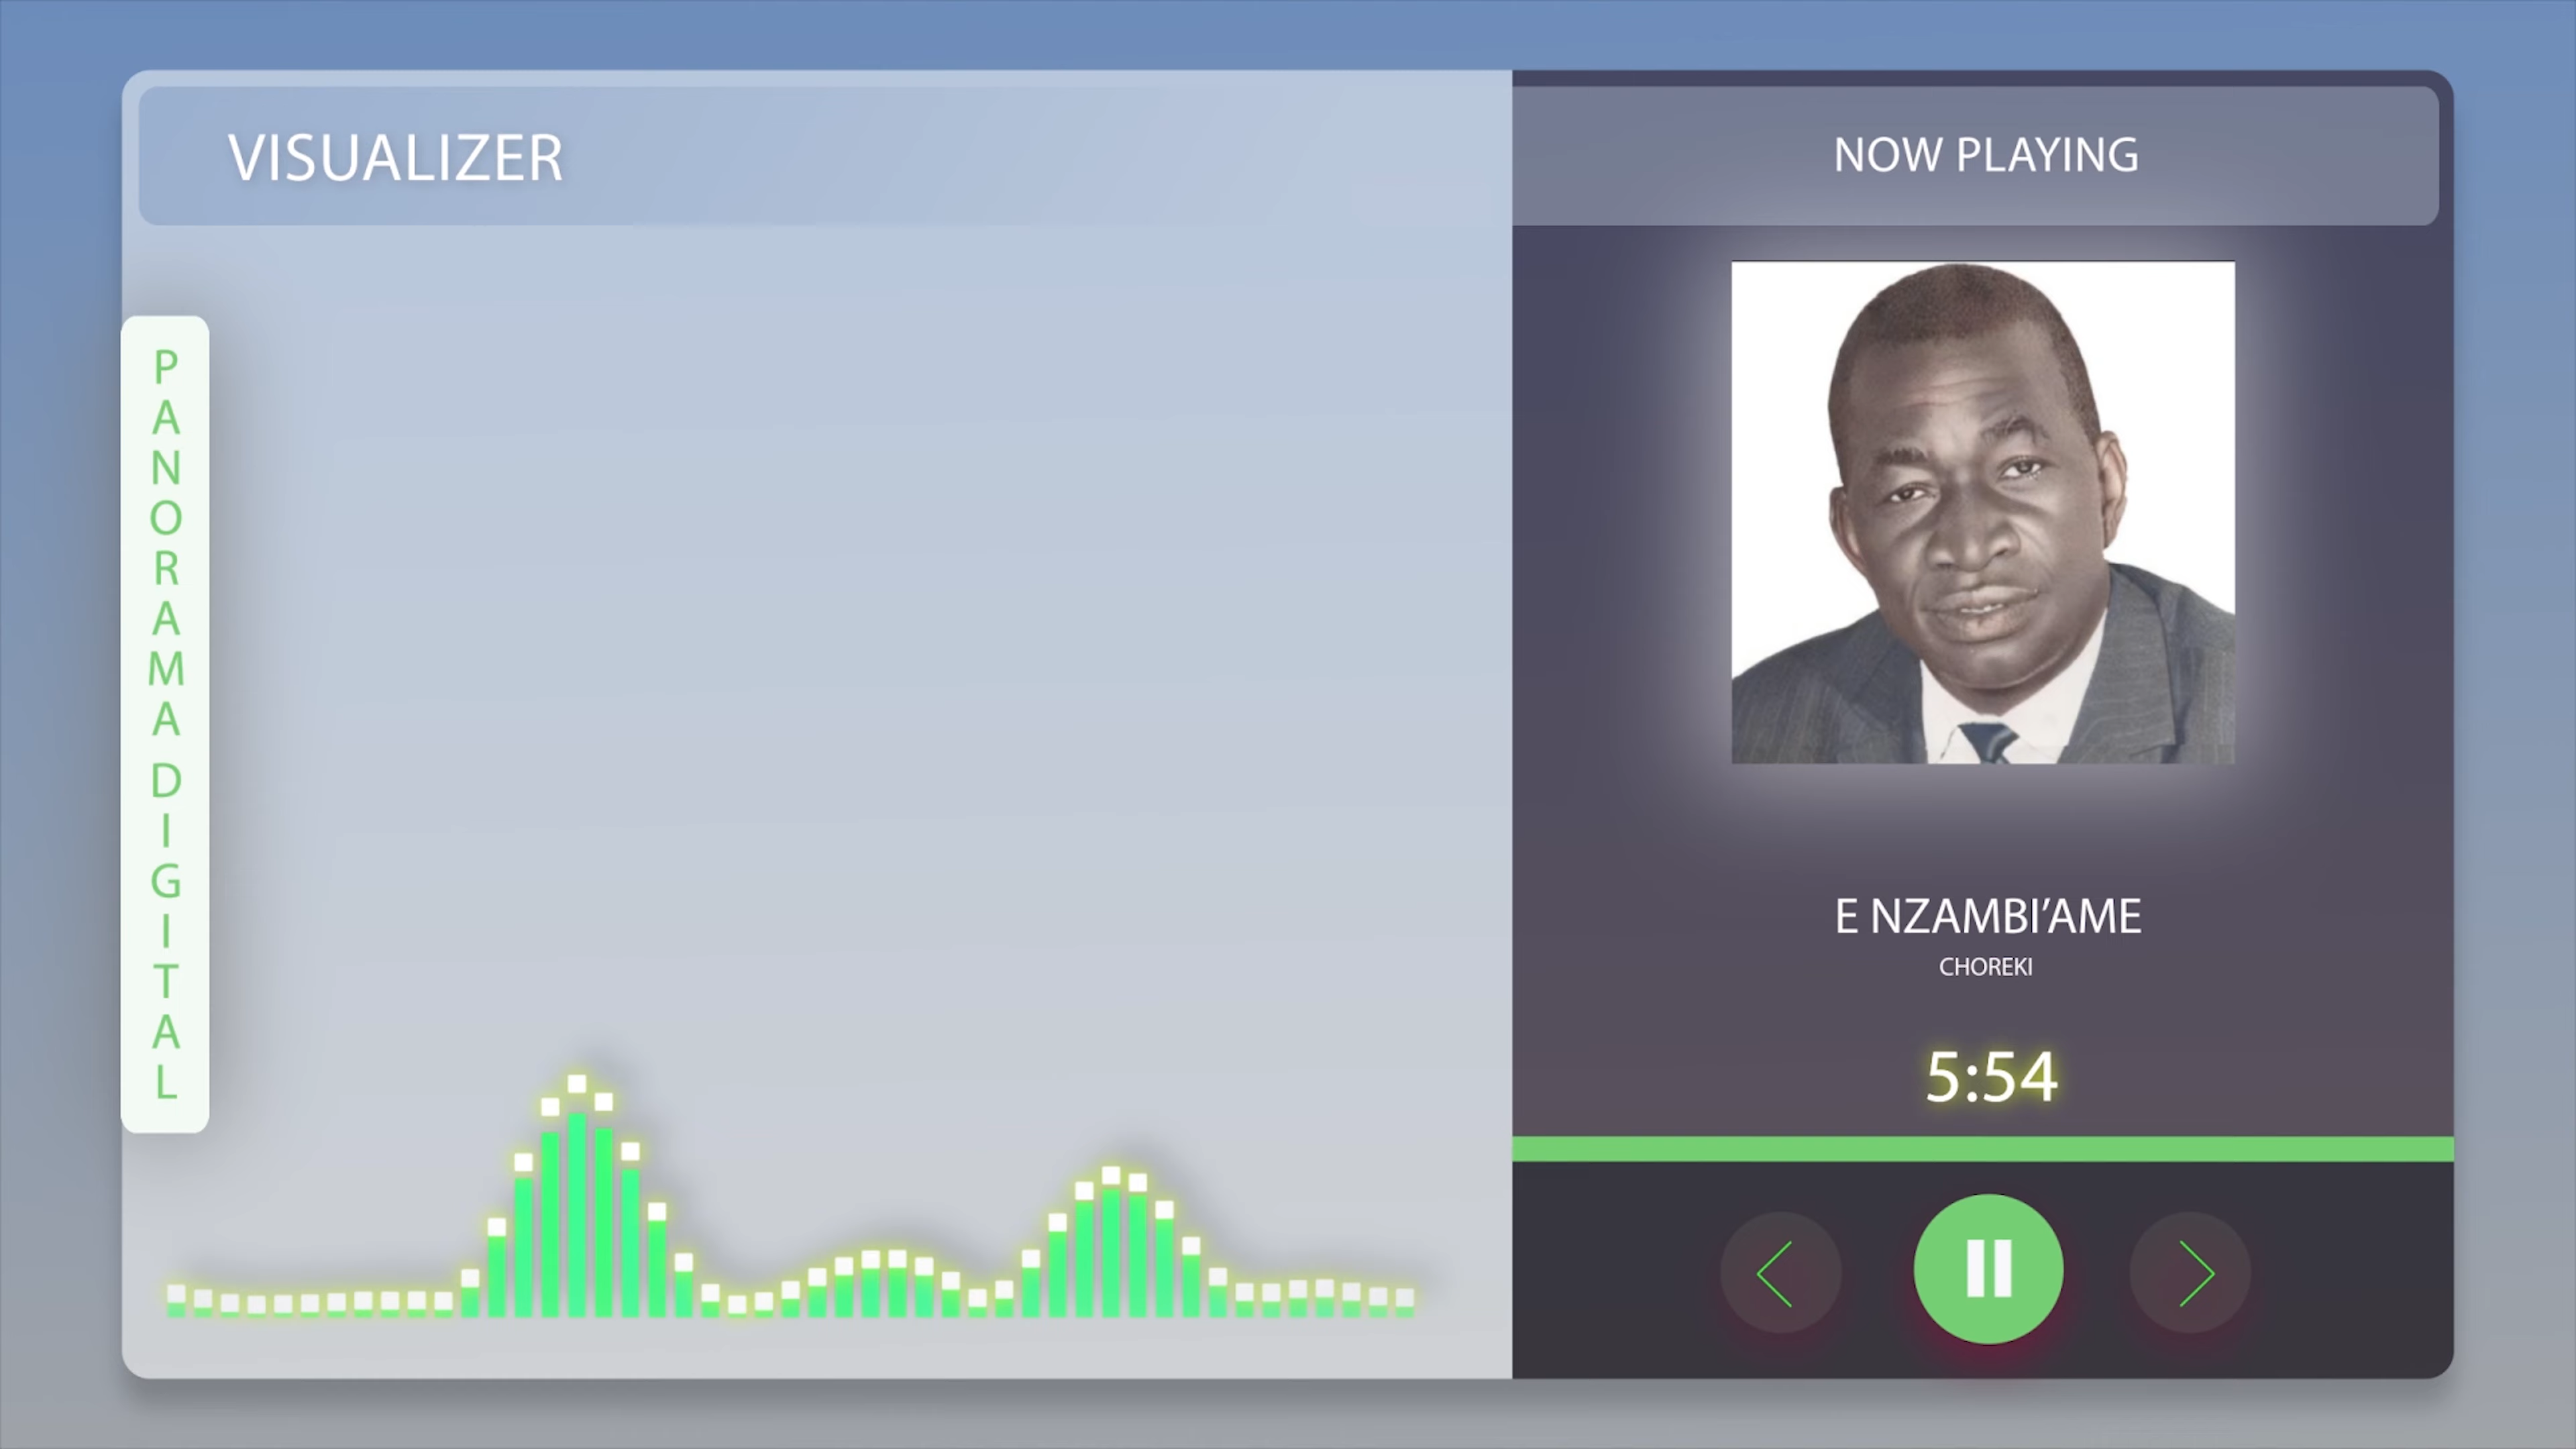 VISUALIZER
NOW PLAYING
PANORAMA DIGITAL
E NZAMBI’AME
CHOREKI
5:54